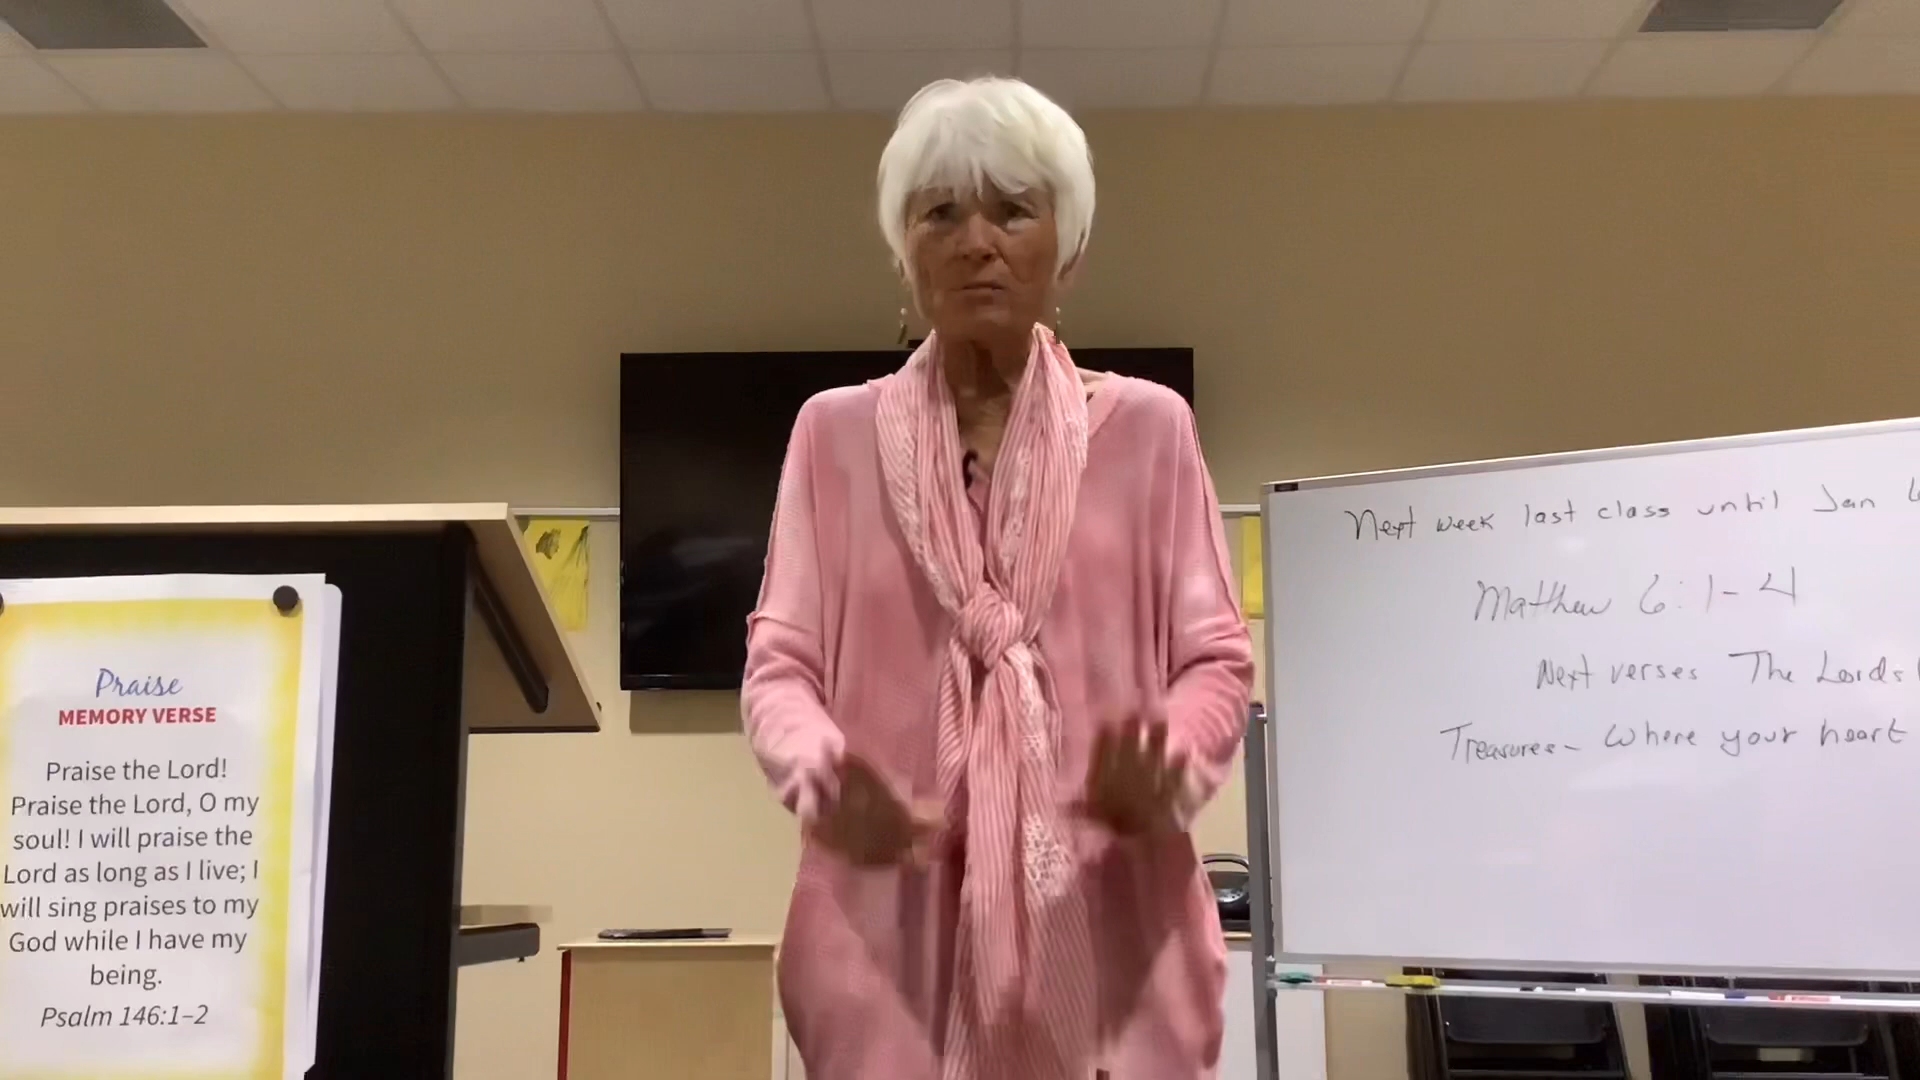 Praise
MEMORY VERSE
Praise the Lord!
Praise the Lord, O my
soul! I will praise the
Lord as long as I live; I
will sing praises to my
God while I have my
being.
Psalm 146:1–2
Next week last class until Jan
Matthew 6:1-4
Next verses The Lords
Treasures - Where your heart